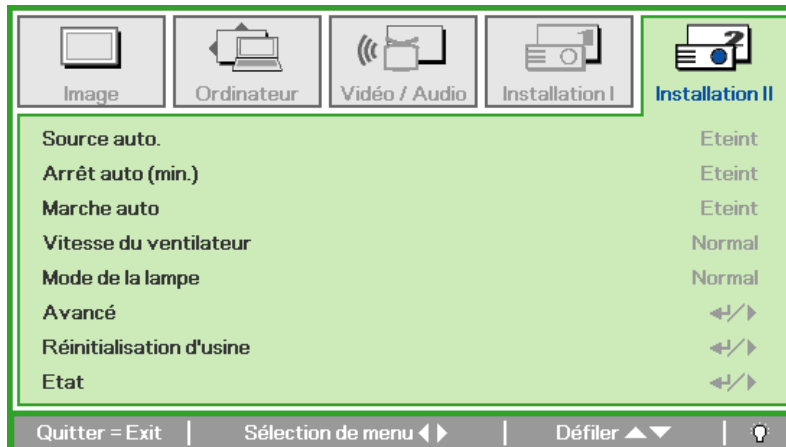 Image Ordinateur Vidéo / Audio Installation I Installation II
Source auto. Eteint
Arrêt auto (min.) Eteint
Marche auto Eteint
Vitesse du ventilateur Normal
Mode de la lampe Normal
Avancé
Réinitialisation d'usine
Etat
Quitter = Exit Sélection de menu Défiler